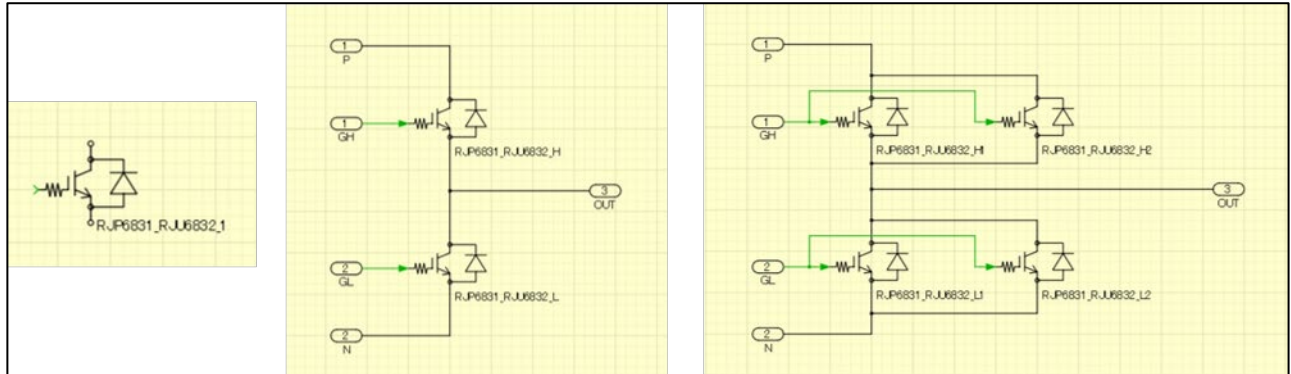 RJP6831_RJU6832_1
1
P
1
GH
RJP6831_RJU6832_H
3
OUT
2
GL
RJP6831_RJU6832_L
2
N
1
P
1
GH
RJP6831_RJU6832_H1
RJP6831_RJU6832_H2
3
OUT
2
GL
RJP6831_RJU6832_L1
RJP6831_RJU6832_L2
2
N